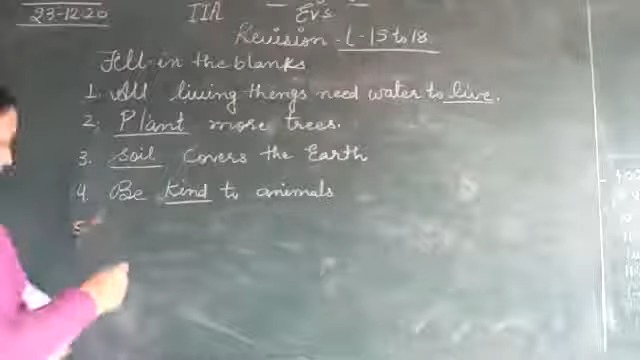 23-12-20 IIA EVS
Revision - L-15 to 18
Fill in the blanks
1. All living things need water to live.
2. Plant more trees.
3. Soil covers the Earth
4. Be kind to animals
5